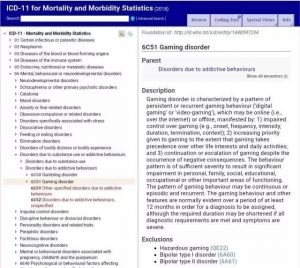 ICD-11 for Mortality and Morbidity Statistics (2018)
Search
[ Advanced Search ]
Browse
Coding Tool
Special Views
Info
ICD-11 - Mortality and Morbidity Statistics
01 Certain infectious or parasitic diseases
02 Neoplasms
03 Diseases of the blood or blood-forming organs
04 Diseases of the immune system
05 Endocrine, nutritional or metabolic diseases
06 Mental, behavioural or neurodevelopmental disorders
Neurodevelopmental disorders
Schizophrenia or other primary psychotic disorders
Catatonia
Mood disorders
Anxiety or fear-related disorders
Obsessive-compulsive or related disorders
Disorders specifically associated with stress
Dissociative disorders
Feeding or eating disorders
Elimination disorders
Disorders of bodily distress or bodily experience
Disorders due to substance use or addictive behaviours
Disorders due to substance use
Disorders due to addictive behaviours
6C50 Gambling disorder
6C51 Gaming disorder
6C5Y Other specified disorders due to addictive
behaviours
6C5Z Disorders due to addictive behaviours,
unspecified
Impulse control disorders
Disruptive behaviour or dissocial disorders
Personality disorders and related traits
Paraphilic disorders
Factitious disorders
Neurocognitive disorders
Mental or behavioural disorders associated with
pregnancy, childbirth and the puerperium
6E40 Psychological or behavioural factors affecting
Foundation Id : http://id.who.int/icd/entity/1448597234
6C51 Gaming disorder
Parent
Disorders due to addictive behaviours
Show all ancestors
Description
Gaming disorder is characterized by a pattern of
persistent or recurrent gaming behaviour ('digital
gaming' or 'video-gaming'), which may be online (i.e.,
over the internet) or offline, manifested by: 1) impaired
control over gaming (e.g., onset, frequency, intensity,
duration, termination, context); 2) increasing priority
given to gaming to the extent that gaming takes
precedence over other life interests and daily activities;
and 3) continuation or escalation of gaming despite the
occurrence of negative consequences. The behaviour
pattern is of sufficient severity to result in significant
impairment in personal, family, social, educational,
occupational or other important areas of functioning.
The pattern of gaming behaviour may be continuous or
episodic and recurrent. The gaming behaviour and other
features are normally evident over a period of at least
12 months in order for a diagnosis to be assigned,
although the required duration may be shortened if all
diagnostic requirements are met and symptoms are
severe.
Exclusions
Hazardous gaming (QE22)
Bipolar type I disorder (6A60)
Bipolar type II disorder (6A61)